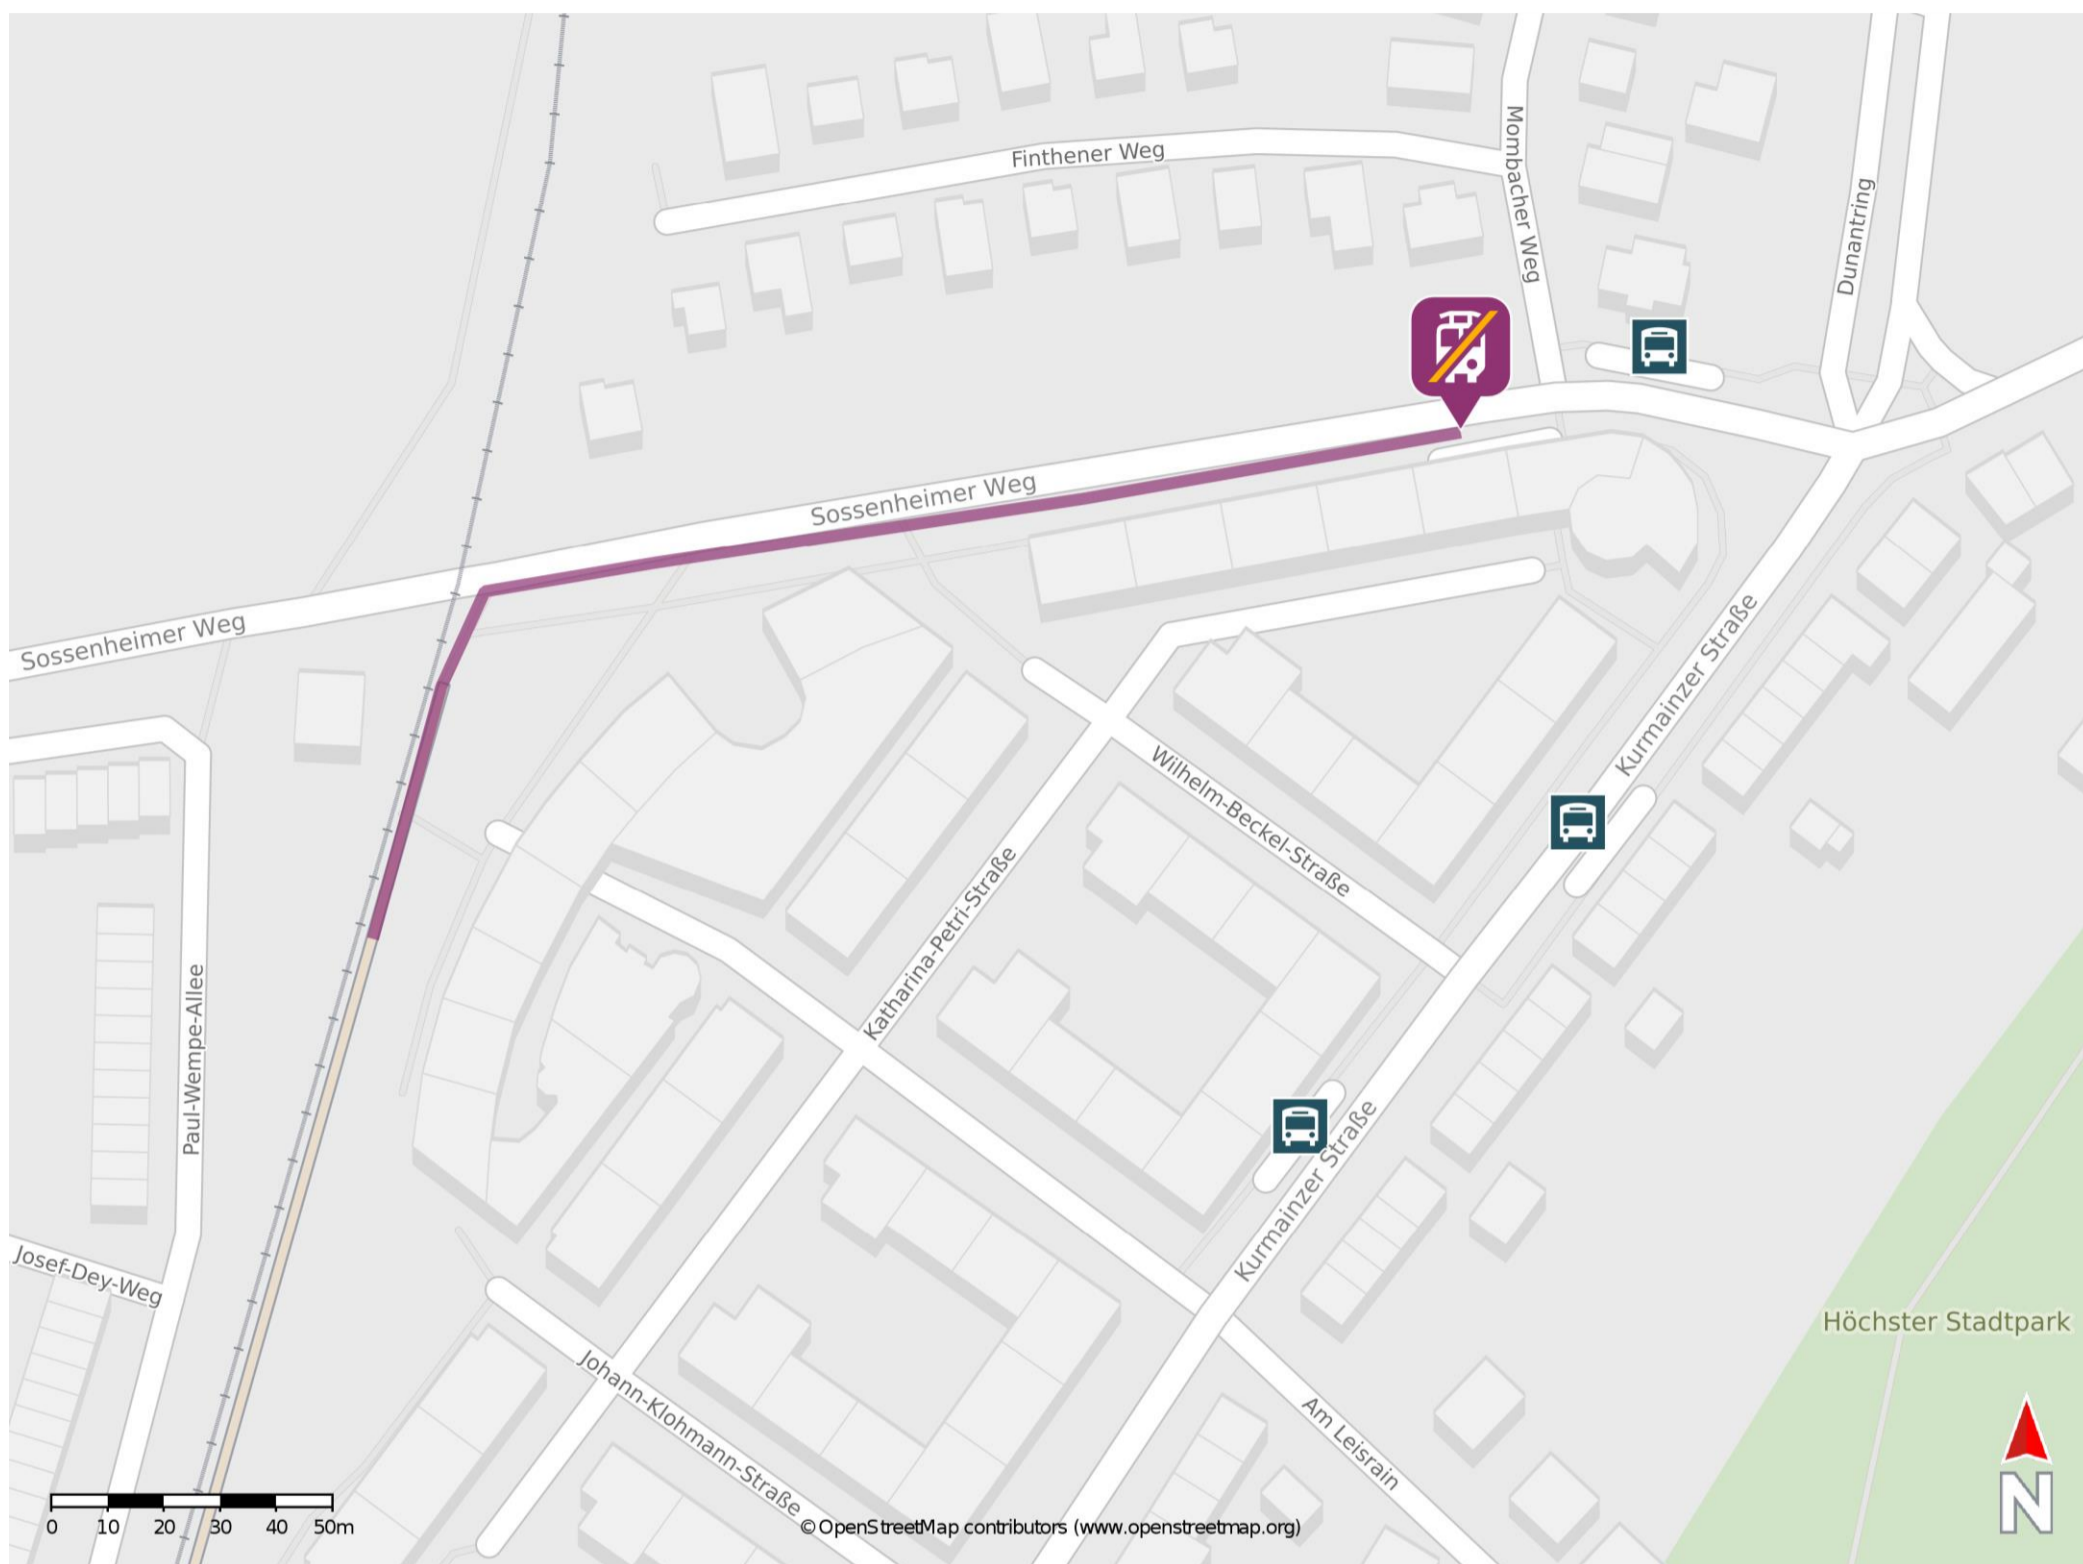 Finthener Weg
Mombacher Weg
Dunantring
Sossenheimer Weg
Sossenheimer Weg
Kurmainzer Straße
Wilhelm-Beckel-Straße
Katharina-Petri-Straße
Paul-Wempe-Allee
Kurmainzer Straße
Josef-Dey-Weg
Höchster Stadtpark
Johann-Klohmann-Straße
Am Leisrain
N
0 10 20 30 40 50m
© OpenStreetMap contributors (www.openstreetmap.org)